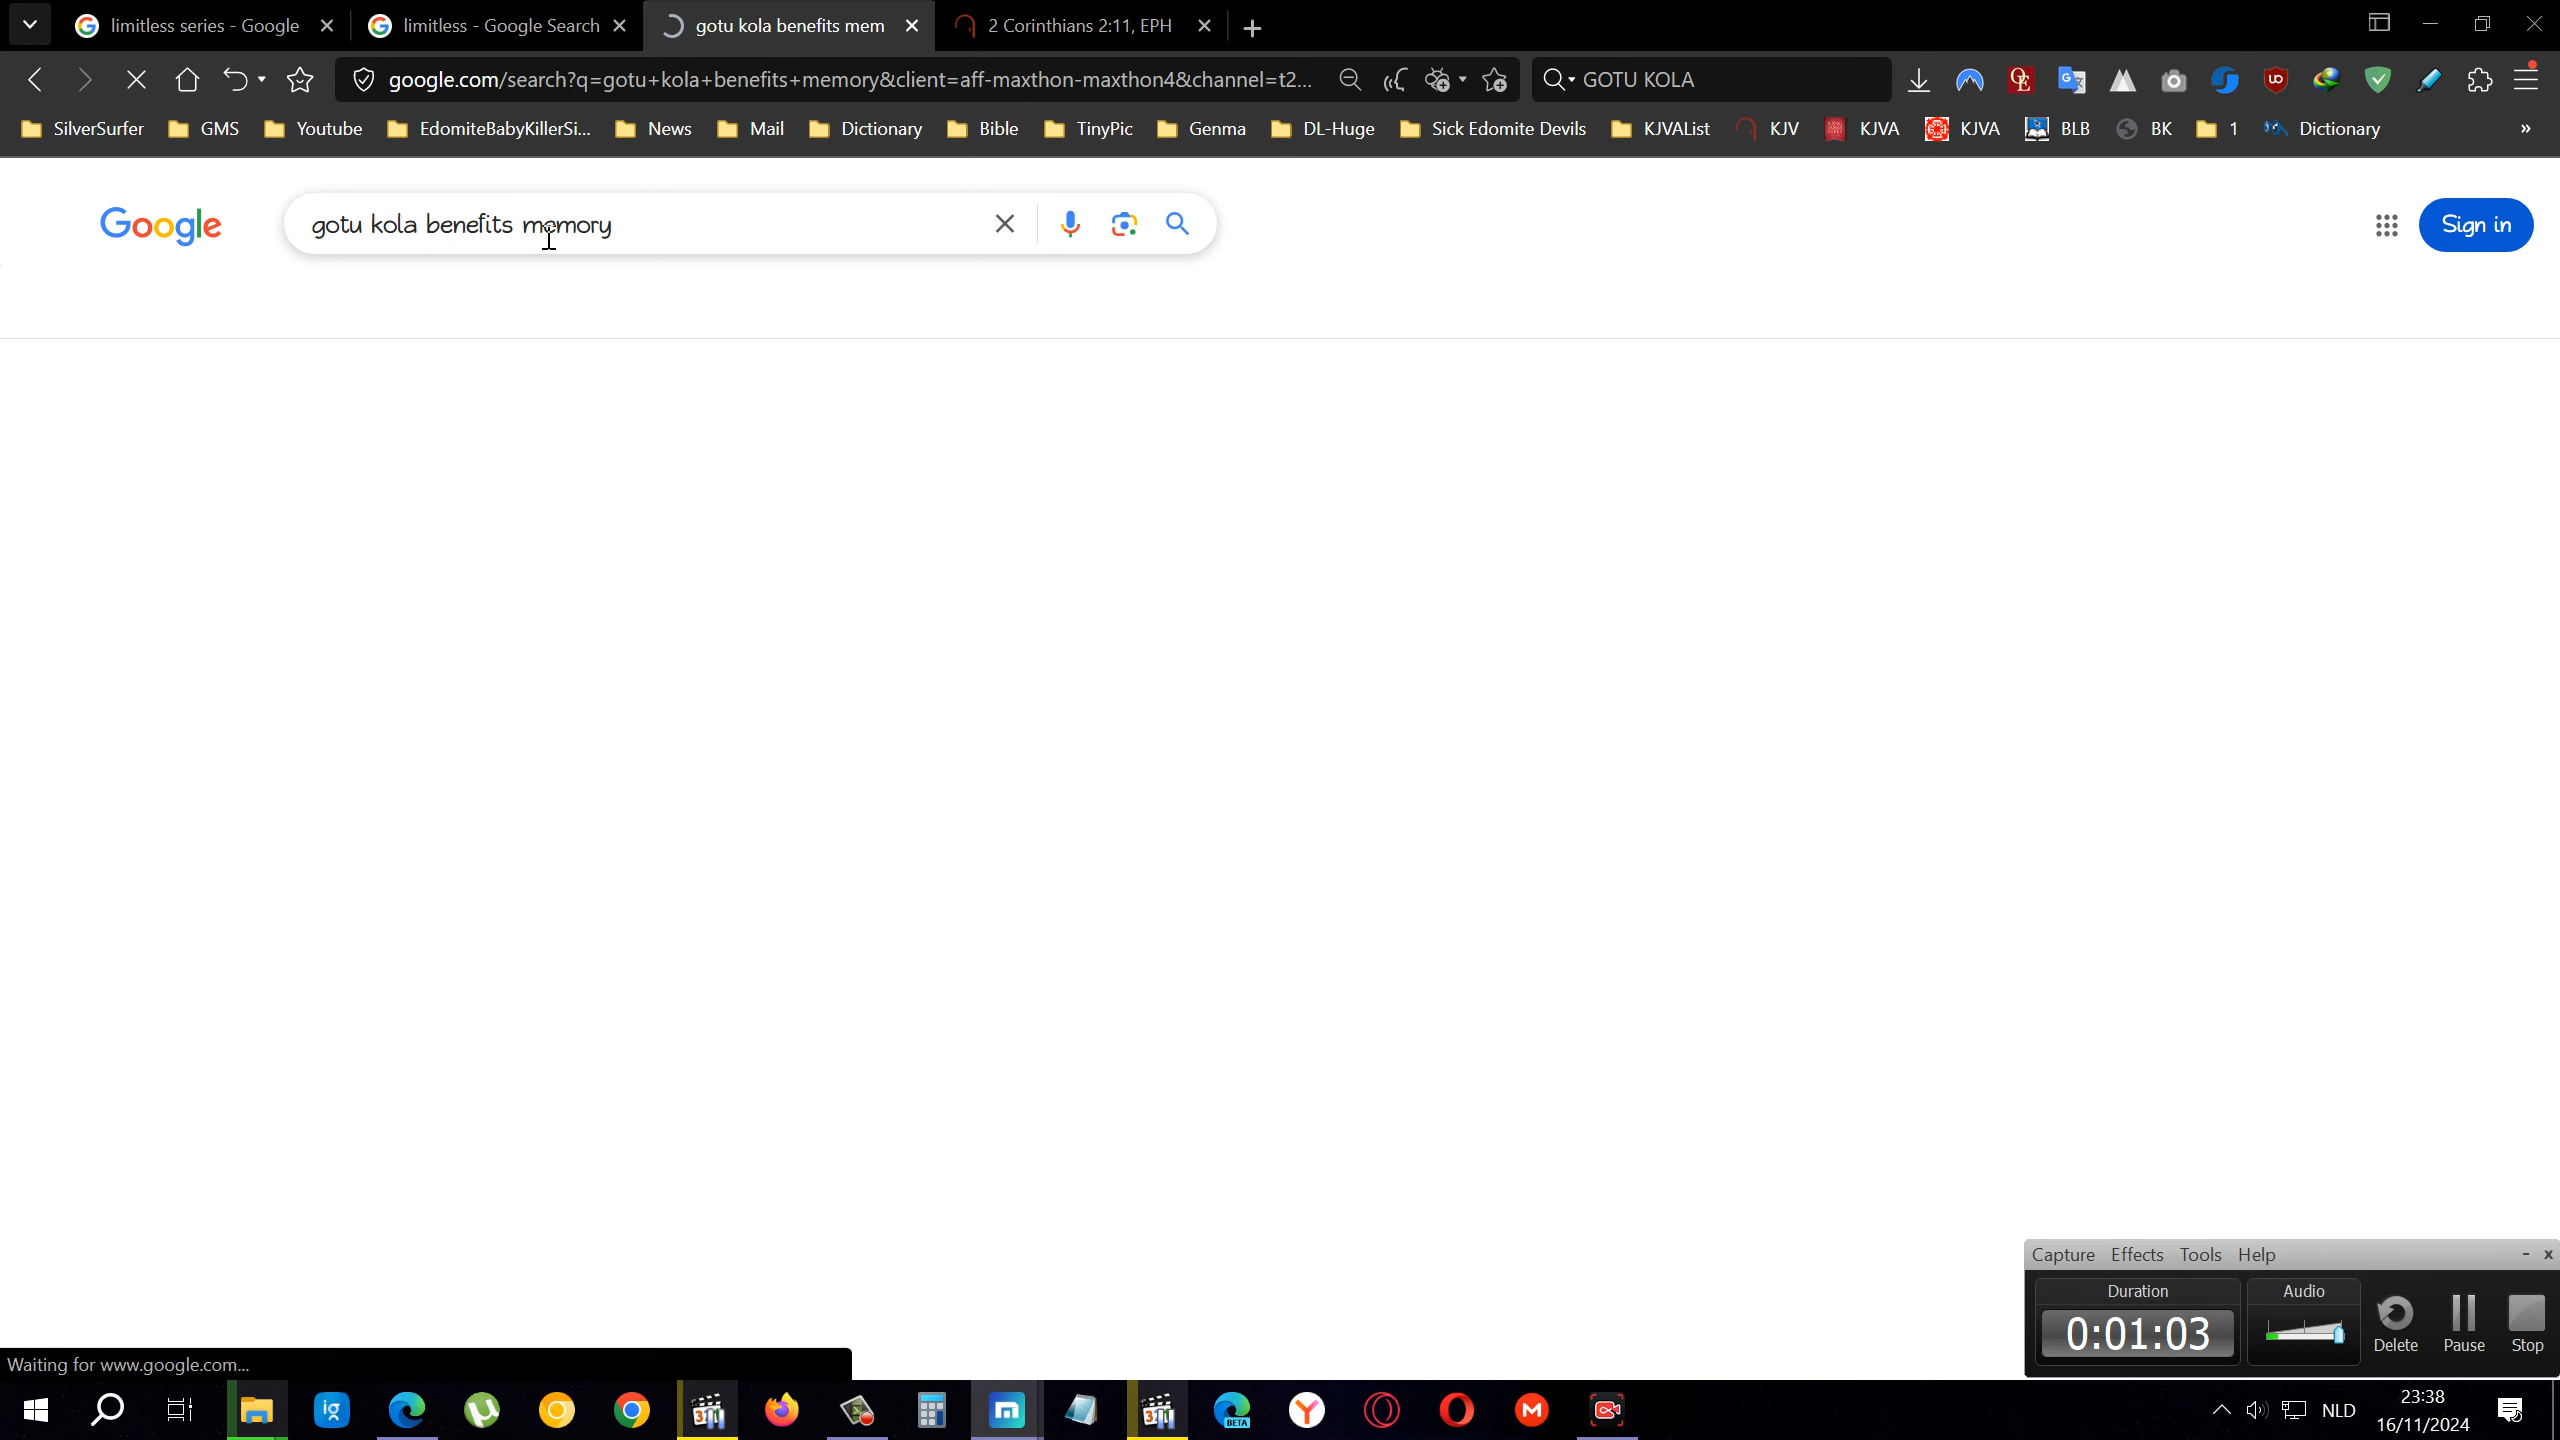 limitless series - Google
limitless - Google Search
gotu kola benefits mem
2 Corinthians 2:11, EPH
google.com/search?q=gotu+kola+benefits+memory&client=aff-maxthon-maxthon4&channel=t2...
GOTU KOLA
SilverSurfer GMS Youtube EdomiteBabyKillerSi... News Mail Dictionary Bible TinyPic Genma DL-Huge Sick Edomite Devils KJVAList KJV KJVA KJVA BLB BK 1 Dictionary »
Google
gotu kola benefits memory
Sign in
Capture Effects Tools Help
Duration
Audio
0:01:03
Delete Pause Stop
Waiting for www.google.com...
NLD
23:38
16/11/2024